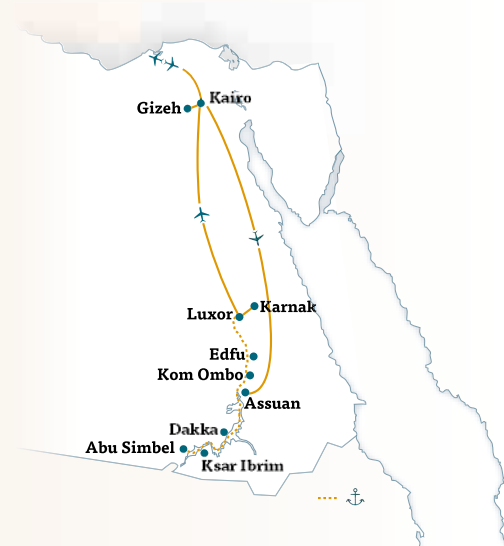 Kairo
Gizeh
Karnak
Luxor
Edfu
Kom Ombo
Assuan
Dakka
Abu Simbel
Ksar Ibrim